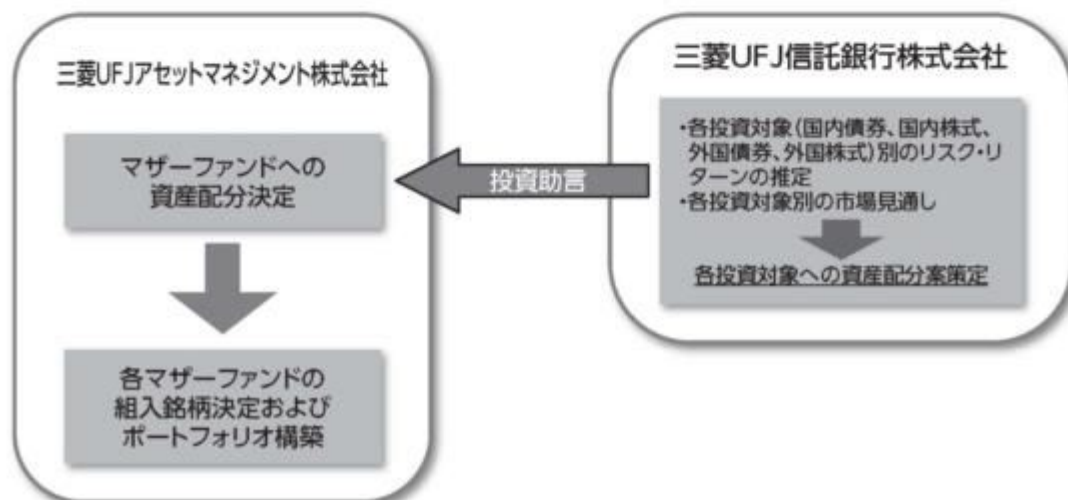 三菱UFJアセットマネジメント株式会社
マザーファンドへの
資産配分決定
各マザーファンドの
組入銘柄決定および
ポートフォリオ構築
投資助言
三菱UFJ信託銀行株式会社
・各投資対象(国内債券、国内株式、
外国債券、外国株式)別のリスク・リ
ターンの推定
・各投資対象別の市場見通し
各投資対象への資産配分案策定